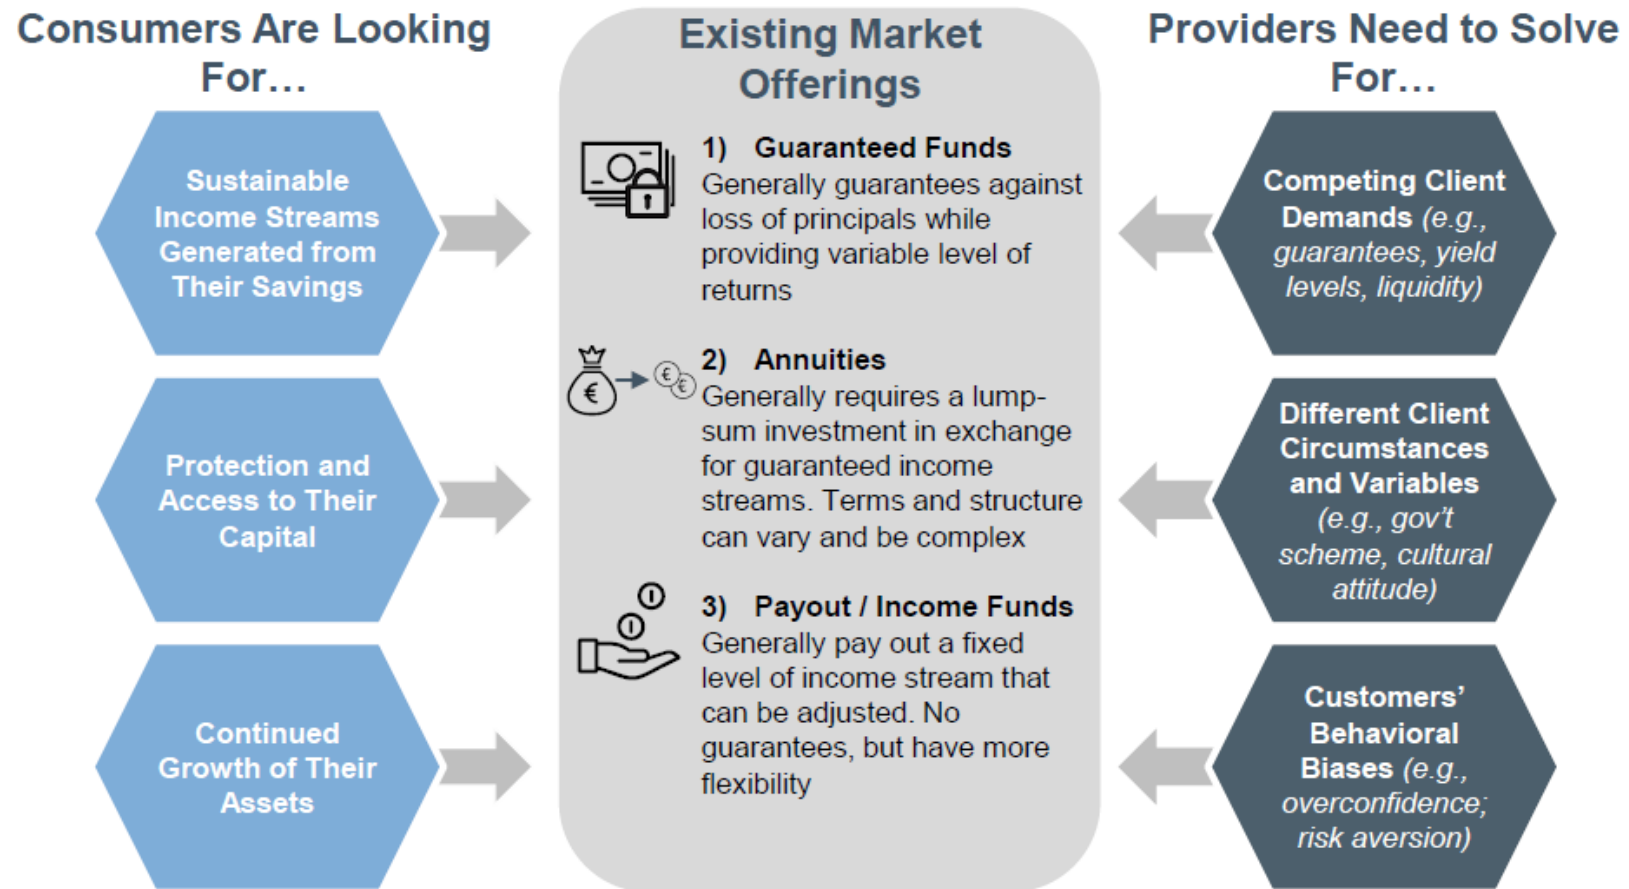 Consumers Are Looking
For...
Sustainable
Income Streams
Generated from
Their Savings
Protection and
Access to Their
Capital
Continued
Growth of Their
Assets
Existing Market
Offerings
1) Guaranteed Funds
Generally guarantees against
loss of principals while
providing variable level of
returns
€
€
€
2) Annuities
Generally requires a lump-
sum investment in exchange
for guaranteed income
streams. Terms and structure
can vary and be complex
3) Payout / Income Funds
Generally pay out a fixed
level of income stream that
can be adjusted. No
guarantees, but have more
flexibility
Providers Need to Solve
For...
Competing Client
Demands (e.g.,
guarantees, yield
levels, liquidity)
Different Client
Circumstances
and Variables
(e.g., gov't
scheme, cultural
attitude)
Customers'
Behavioral
Biases (e.g.,
overconfidence;
risk aversion)